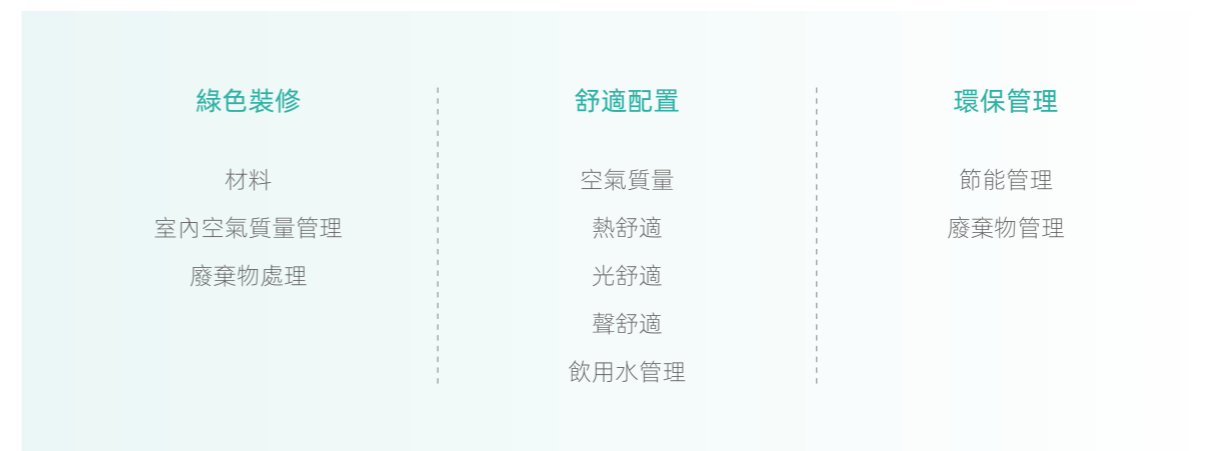 綠色裝修
材料
室內空氣質量管理
廢棄物處理
舒適配置
空氣質量
熱舒適
光舒適
聲舒適
飲用水管理
環保管理
節能管理
廢棄物管理